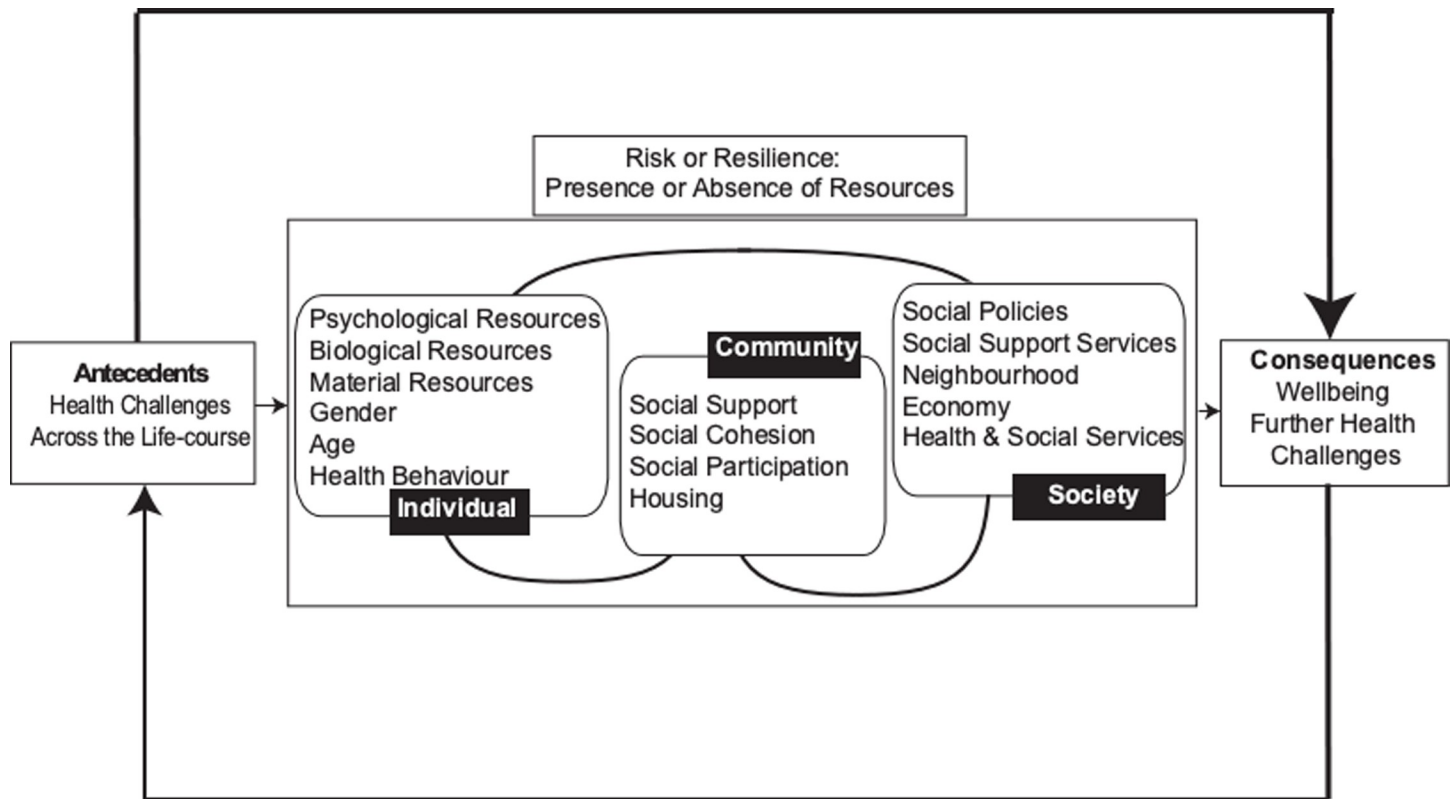 Risk or Resilience:
Presence or Absence of Resources
Antecedents
Health Challenges
Across the Life-course
Psychological Resources
Biological Resources
Material Resources
Gender
Age
Health Behaviour
Individual
Community
Social Support
Social Cohesion
Social Participation
Housing
Social Policies
Social Support Services
Neighbourhood
Economy
Health & Social Services
Society
Consequences
Wellbeing
Further Health
Challenges